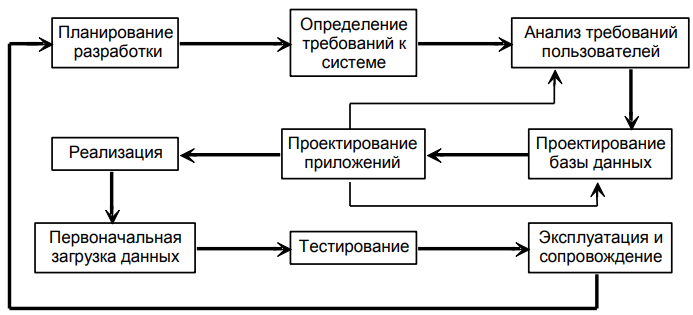 Планирование
разработки
Определение
требований к
системе
Анализ требований
пользователей
Реализация
Проектирование
приложений
Проектирование
базы данных
Первоначальная
загрузка данных
Тестирование
Эксплуатация и
сопровождение